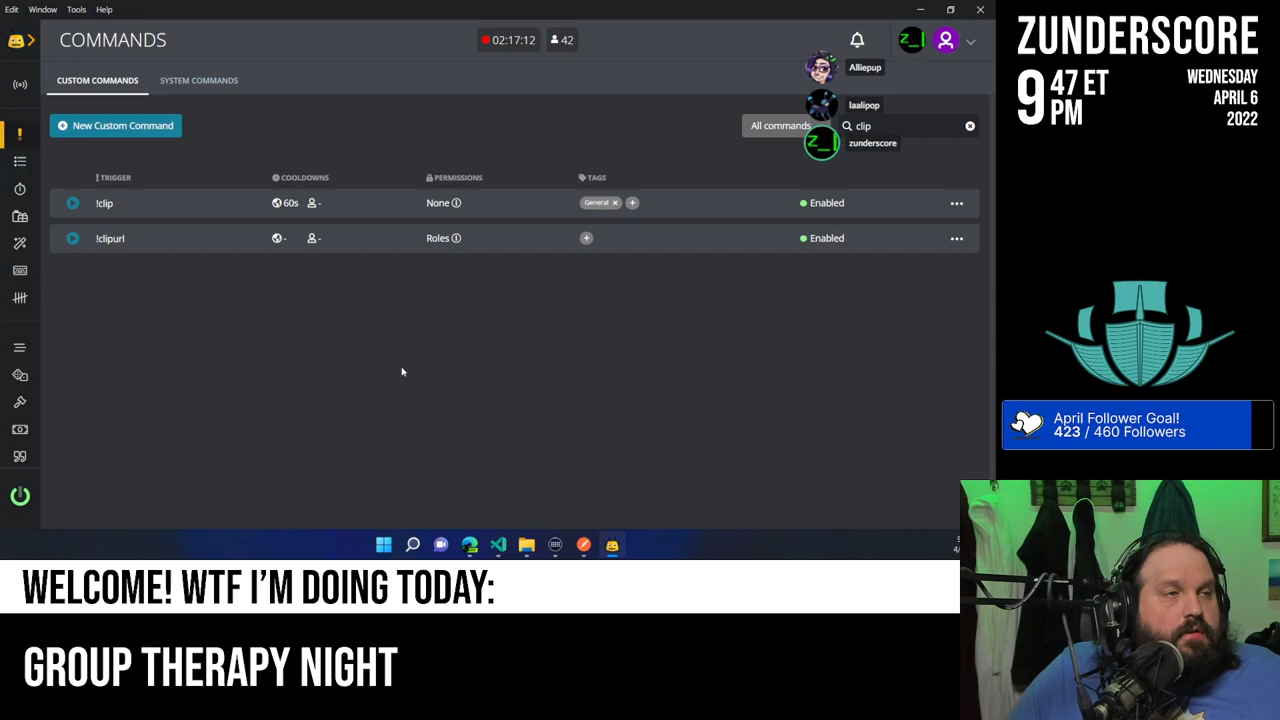 Edit Window Tools Help
COMMANDS
02:17:12
42
CUSTOM COMMANDS
SYSTEM COMMANDS
New Custom Command
All commands
clip
Alliepup
laalipop
zunderscore
z_|
z_|
TRIGGER
COOLDOWNS
PERMISSIONS
TAGS
!clip
60s
-
None
General
Enabled
!clipurl
-
-
Roles
Enabled
WELCOME! WTF I'M DOING TODAY:
GROUP THERAPY NIGHT
ZUNDERSCORE
9 47 ET
PM
WEDNESDAY
APRIL 6
2022
April Follower Goal!
423 / 460 Followers